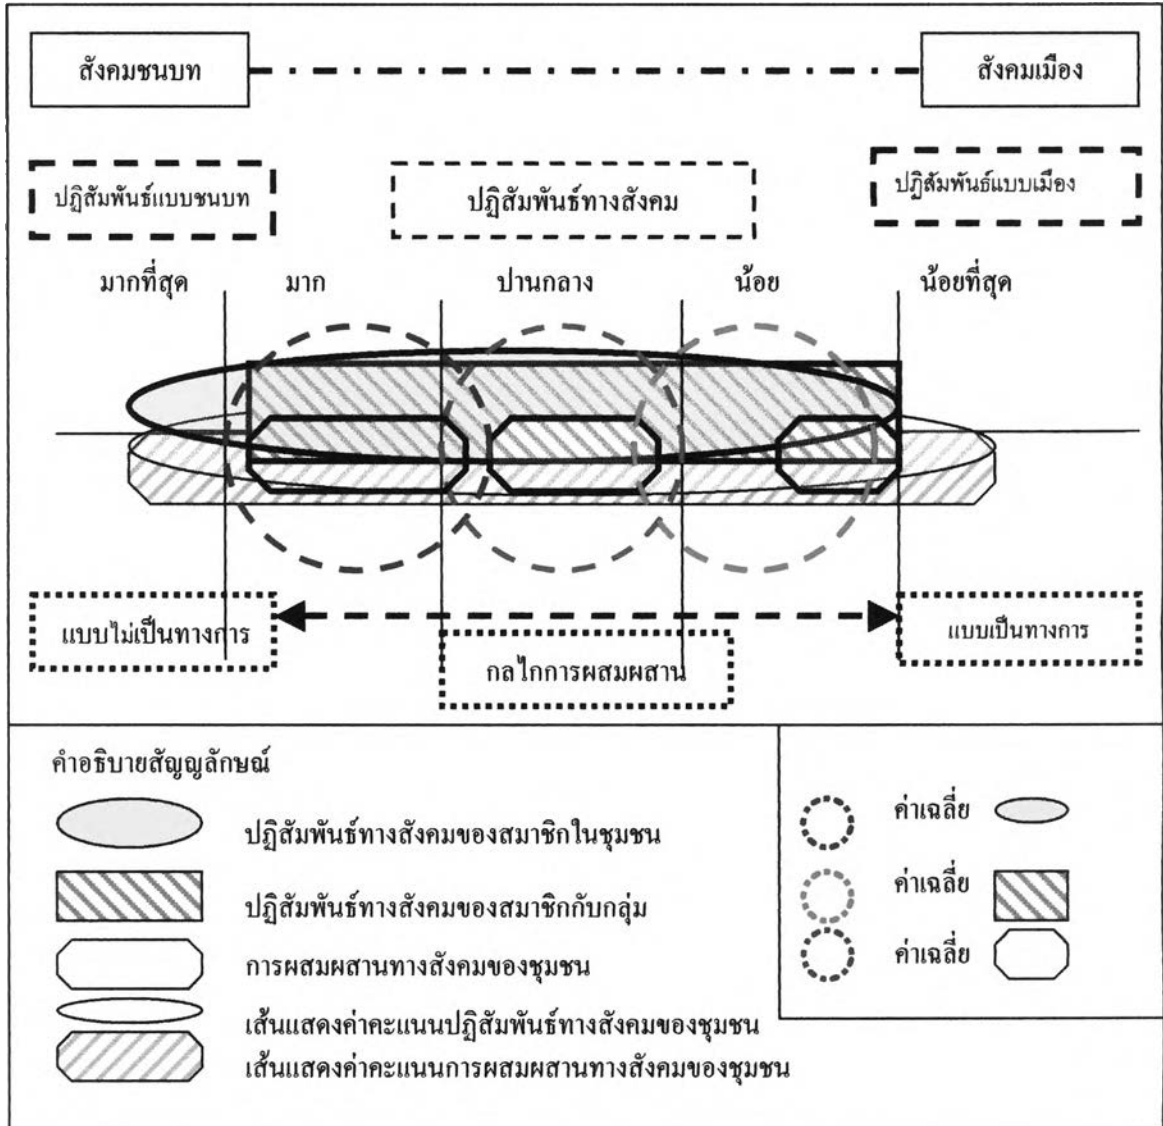 สังคมชนบท
สังคมเมือง
ปฏิสัมพันธ์แบบชนบท
ปฏิสัมพันธ์ทางสังคม
ปฏิสัมพันธ์แบบเมือง
มากที่สุด
มาก
ปานกลาง
น้อย
น้อยที่สุด
แบบไม่เป็นทางการ
กลไกการผสมผสาน
แบบเป็นทางการ
คำอธิบายสัญญลักษณ์
ปฏิสัมพันธ์ทางสังคมของสมาชิกในชุมชน
ปฏิสัมพันธ์ทางสังคมของสมาชิกกับกลุ่ม
การผสมผสานทางสังคมของชุมชน
เส้นแสดงค่าคะแนนปฏิสัมพันธ์ทางสังคมของชุมชน
เส้นแสดงค่าคะแนนการผสมผสานทางสังคมของชุมชน
ค่าเฉลี่ย
ค่าเฉลี่ย
ค่าเฉลี่ย